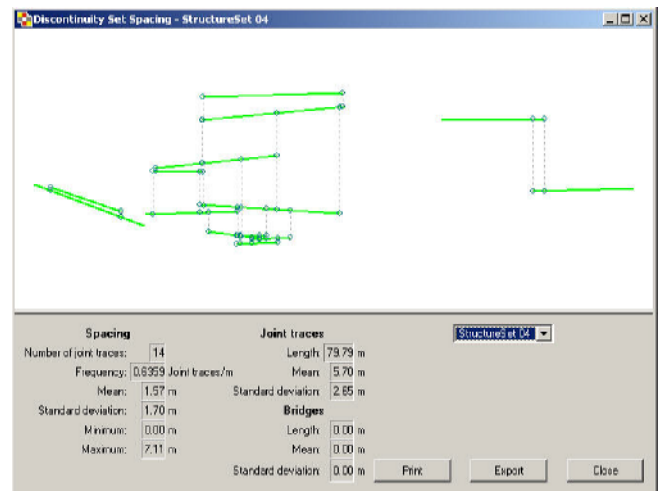 Discontinuity Set Spacing - StructureSet 04
Spacing
Number of joint traces: 14
Frequency: 0.6359 Joint traces/m
Mean: 1.57 m
Standard deviation: 1.70 m
Minimum: 0.00 m
Maximum: 7.11 m
Joint traces
Length: 79.79 m
Mean: 5.70 m
Standard deviation: 2.65 m
Bridges
Length: 0.00 m
Mean: 0.00 m
Standard deviation: 0.00 m
StructureSet 04
Print
Export
Close